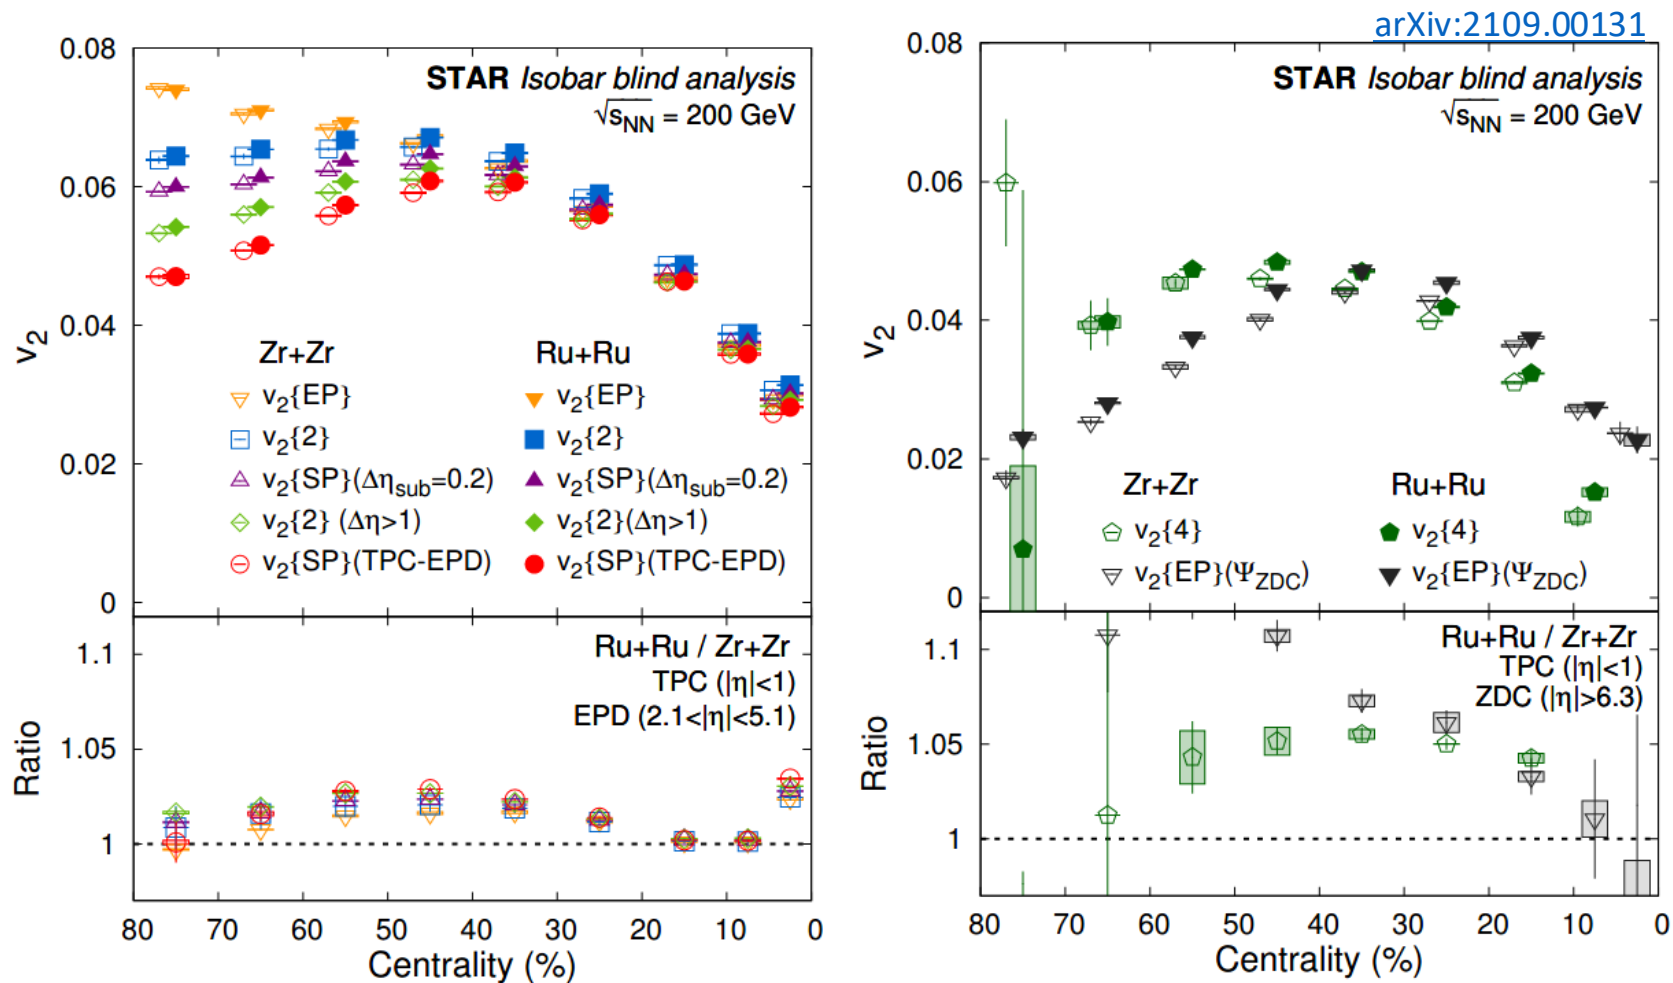 arXiv:2109.00131
0.08
0.06
0.04
0.02
0
v₂
STAR Isobar blind analysis
√sNN = 200 GeV
Zr+Zr Ru+Ru
v₂{EP} v₂{EP}
v₂{2} v₂{2}
v₂{SP}(Δηsub=0.2) v₂{SP}(Δηsub=0.2)
v₂{2} (Δη>1) v₂{2}(Δη>1)
v₂{SP}(TPC-EPD) v₂{SP}(TPC-EPD)
1.1
1.05
1
Ratio
Ru+Ru / Zr+Zr
TPC (|η|<1)
EPD (2.1<|η|<5.1)
80 70 60 50 40 30 20 10 0
Centrality (%)
0.08
0.06
0.04
0.02
0
v₂
STAR Isobar blind analysis
√sNN = 200 GeV
Zr+Zr Ru+Ru
v₂{4} v₂{4}
v₂{EP}(ΨZDC) v₂{EP}(ΨZDC)
1.1
1.05
1
Ratio
Ru+Ru / Zr+Zr
TPC (|η|<1)
ZDC (|η|>6.3)
80 70 60 50 40 30 20 10 0
Centrality (%)